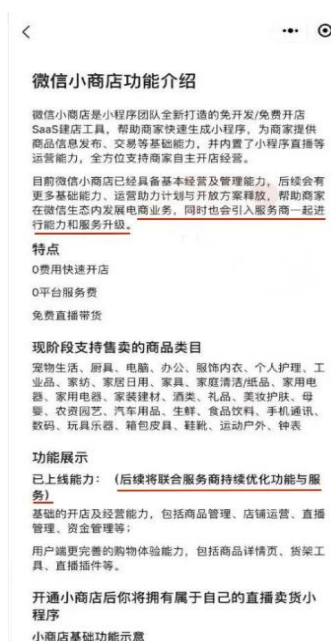 微信小商店功能介绍
微信小商店是小程序团队全新打造的免开发/免费开店
SaaS建店工具，帮助商家快速生成小程序，为商家提供
商品信息发布、交易等基础能力，并内置了小程序直播等
运营能力，全方位支持商家自主开店经营。
目前微信小商店已经具备基本经营及管理能力，后续会有
更多基础能力、运营助力计划与开放方案释放，帮助商家
在微信生态内发展电商业务，同时也会引入服务商一起进
行能力和服务升级。
特点
0费用快速开店
0平台服务费
免费直播带货
现阶段支持售卖的商品类目
宠物生活、厨具、电脑、办公、服饰内衣、个人护理、工
业品、家纺、家居日用、家具、家庭清洁/纸品、家用电
器、家用电器、家装建材、酒类、礼品、美妆护肤、母
婴、农资园艺、汽车用品、生鲜、食品饮料、手机通讯、
数码、玩具乐器、箱包皮具、鞋靴、运动户外、钟表
功能展示
已上线能力：（后续将联合服务商持续优化功能与服
务）
基础的开店及经营能力，包括商品管理、店铺运营、直播
管理、资金管理等；
用户端更完善的购物体验能力，包括商品详情页、货架工
具、直播插件等。
开通小商店后你将拥有属于自己的直播卖货小
程序
小商店基础功能示意